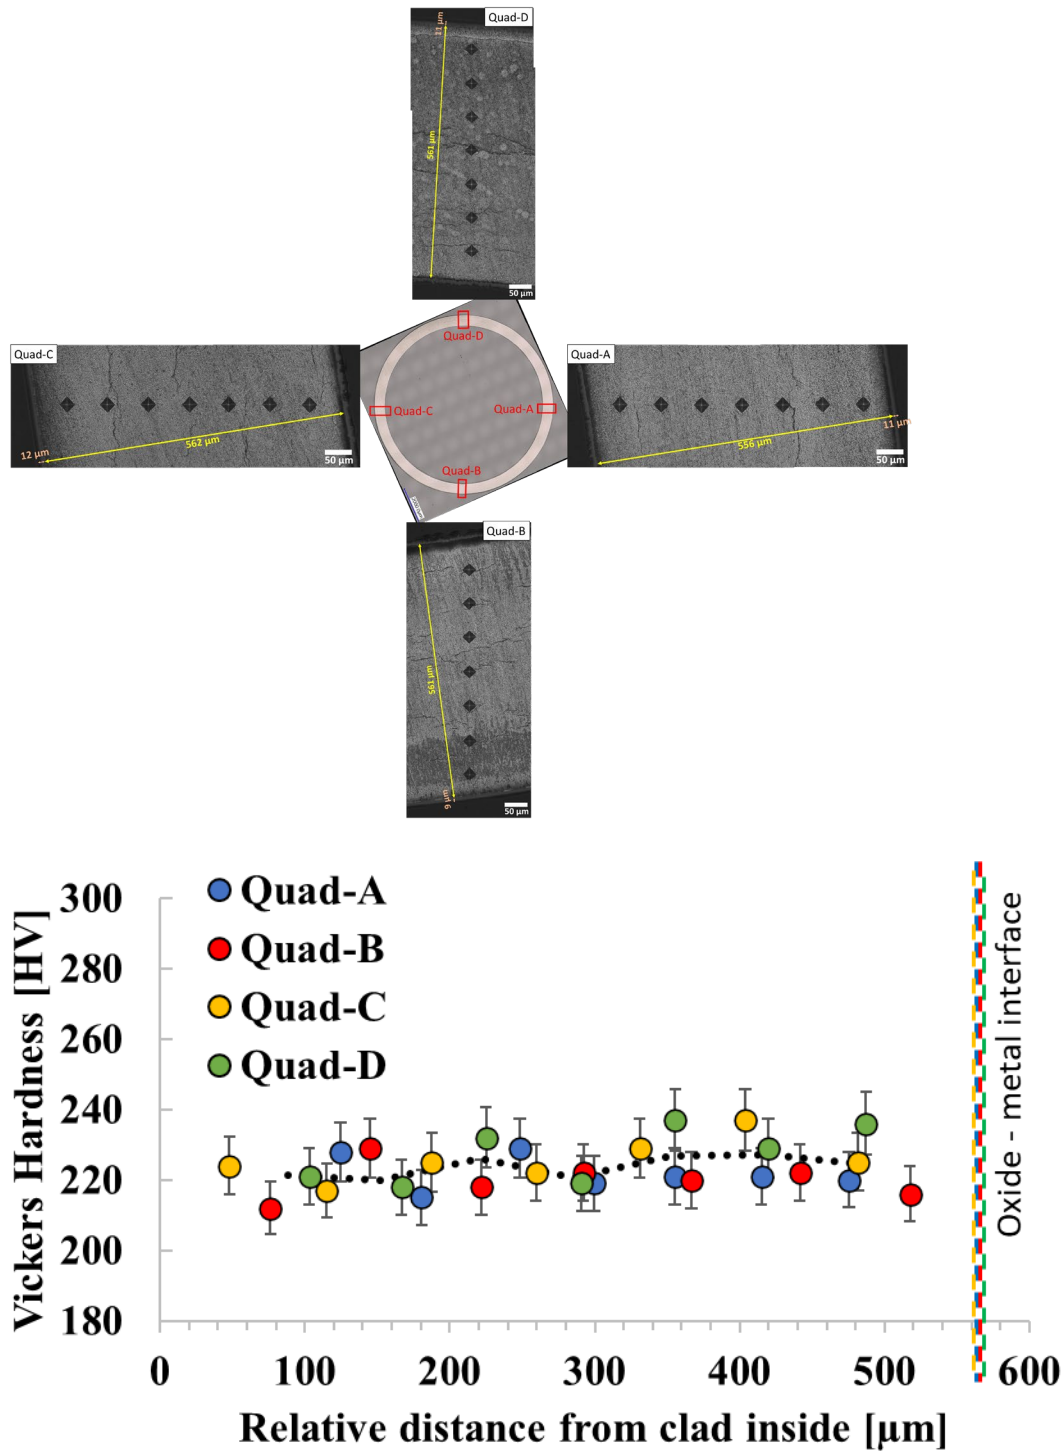 Quad-D
11 µm
561 µm
50 µm
Quad-C
12 µm
562 µm
50 µm
Quad-D
Quad-C
Quad-A
Quad-B
Quad-A
11 µm
556 µm
50 µm
Quad-B
561 µm
9 µm
50 µm
300
280
260
240
220
200
180
Vickers Hardness [HV]
Quad-A
Quad-B
Quad-C
Quad-D
Oxide - metal interface
0 100 200 300 400 500 600
Relative distance from clad inside [µm]